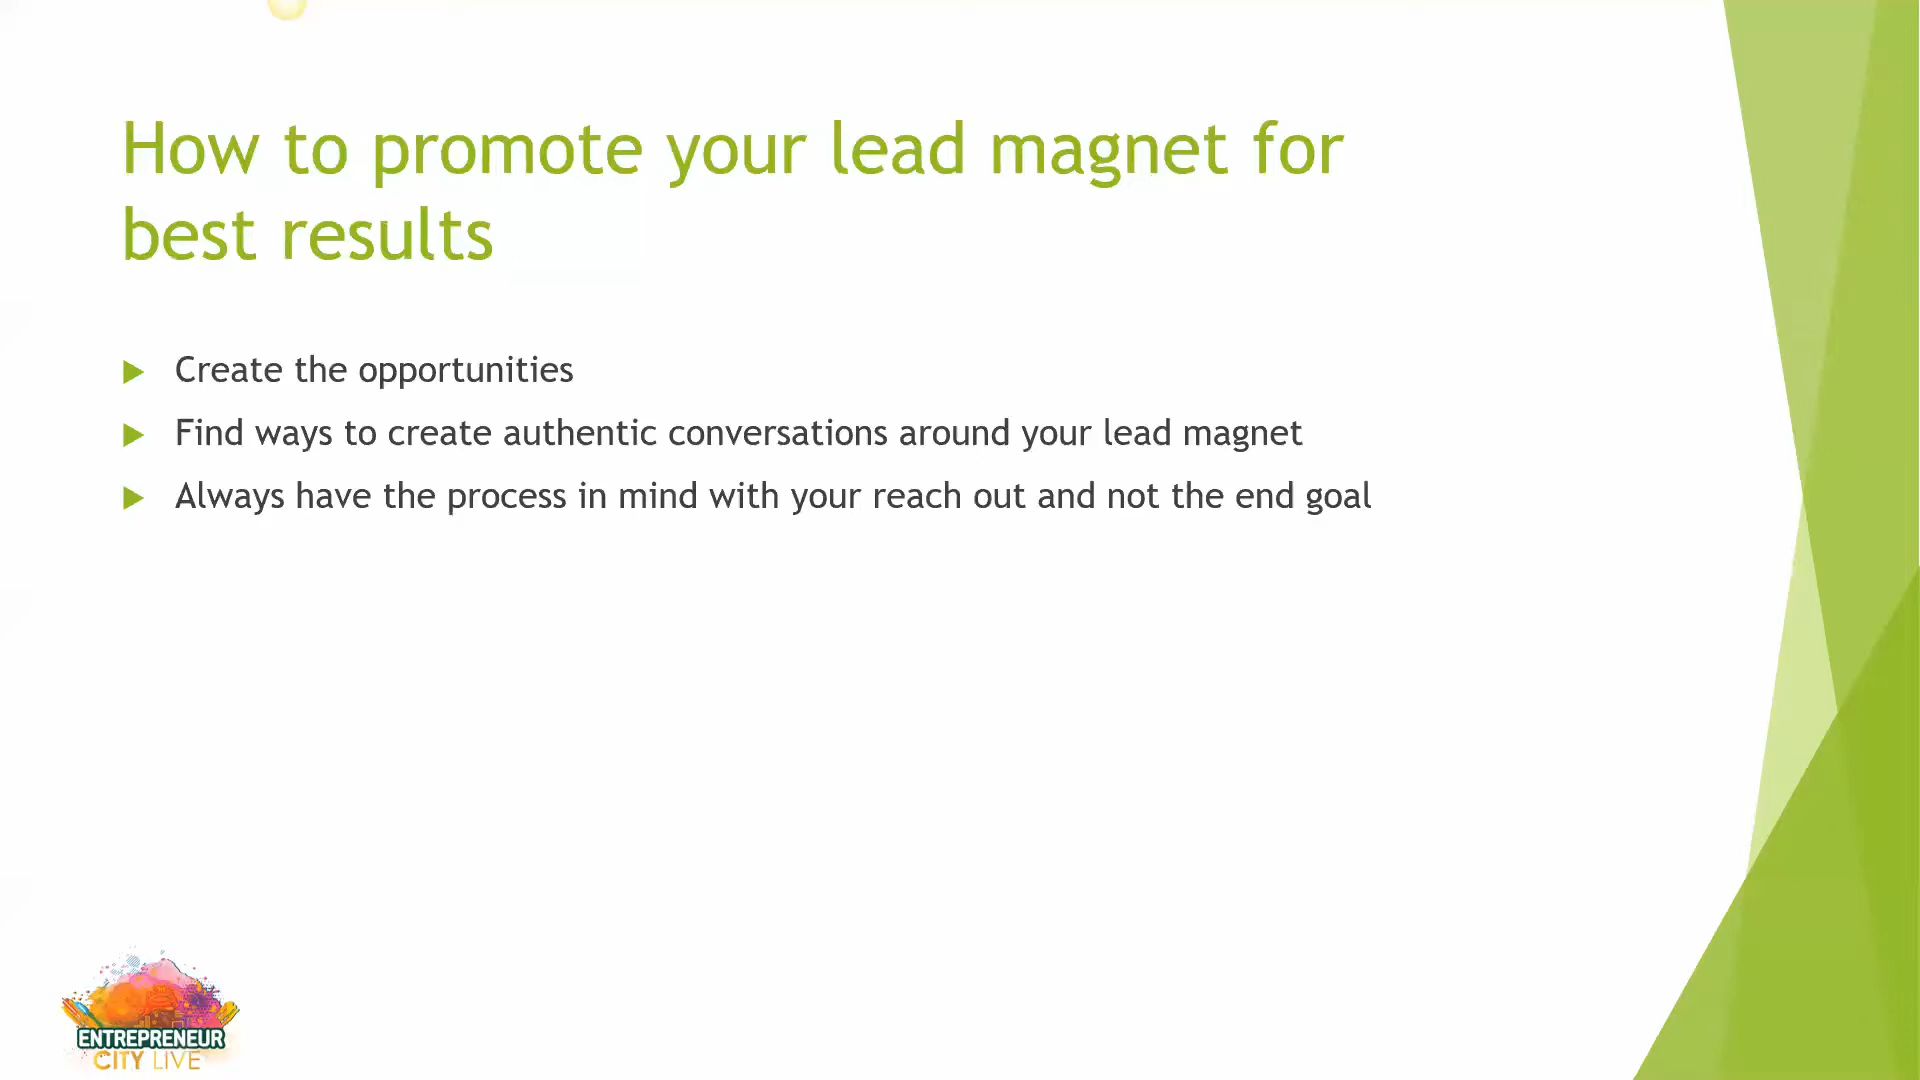 How to promote your lead magnet for
best results
Create the opportunities
Find ways to create authentic conversations around your lead magnet
Always have the process in mind with your reach out and not the end goal
ENTREPRENEUR
CITY LIVE